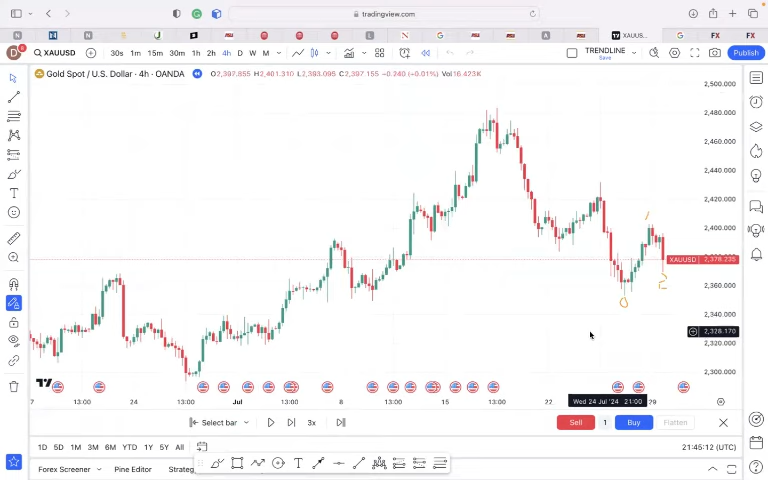 tradingview.com
XAUUSD 30s 1m 15m 30m 1h 2h 4h D W M TRENDLINE Save Publish
Gold Spot / U.S. Dollar · 4h · OANDA O2,397.855 H2,401.310 L2,393.095 C2,397.155 −0.240 (−0.01%) Vol16.423K
2,500.000
2,480.000
2,460.000
2,440.000
2,420.000
2,400.000
XAUUSD 2,378.235
2,360.000
2,340.000
2,328.170
2,320.000
2,300.000
1
2
0
7 13:00 24 13:00 Jul 13:00 8 13:00 15 13:00 22 Wed 24 Jul '24 21:00 29
Select bar 3x Sell 1 Buy Flatten
1D 5D 1M 3M 6M YTD 1Y 5Y All 21:45:12 (UTC)
Forex Screener Pine Editor Strateg